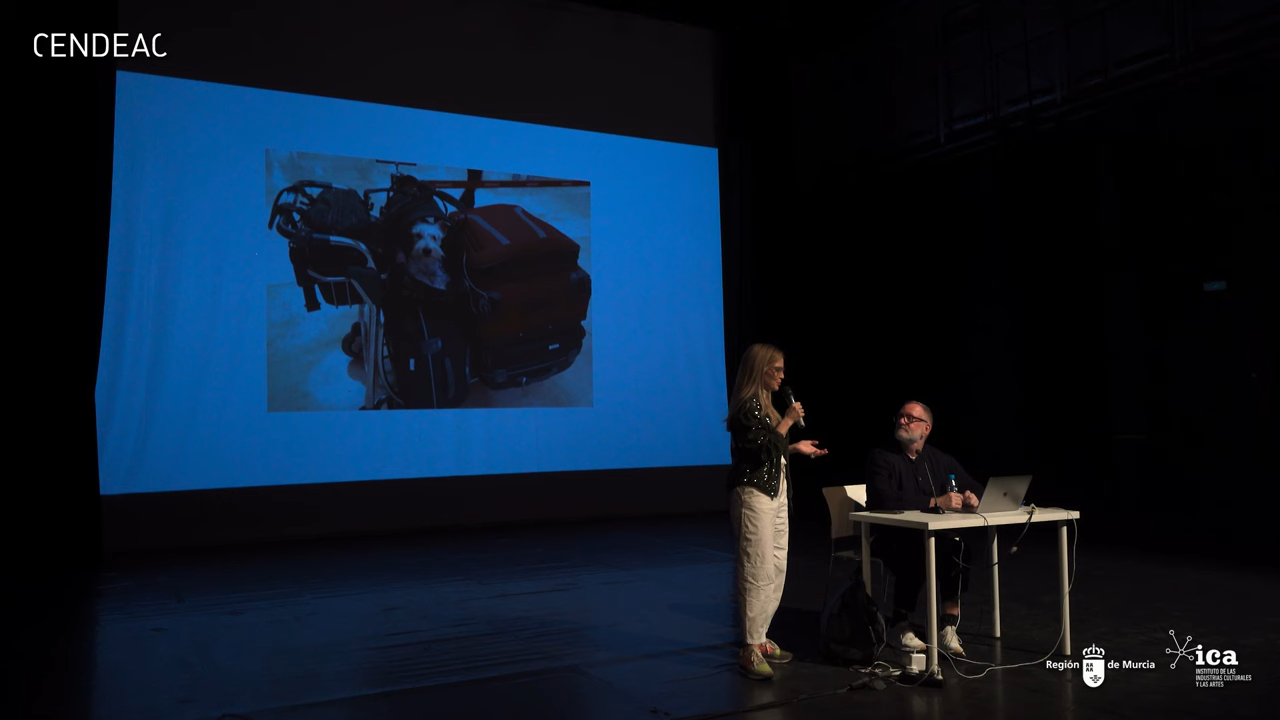 CENDEAC
Región de Murcia
ica
INSTITUTO DE LAS
INDUSTRIAS CULTURALES
Y LAS ARTES